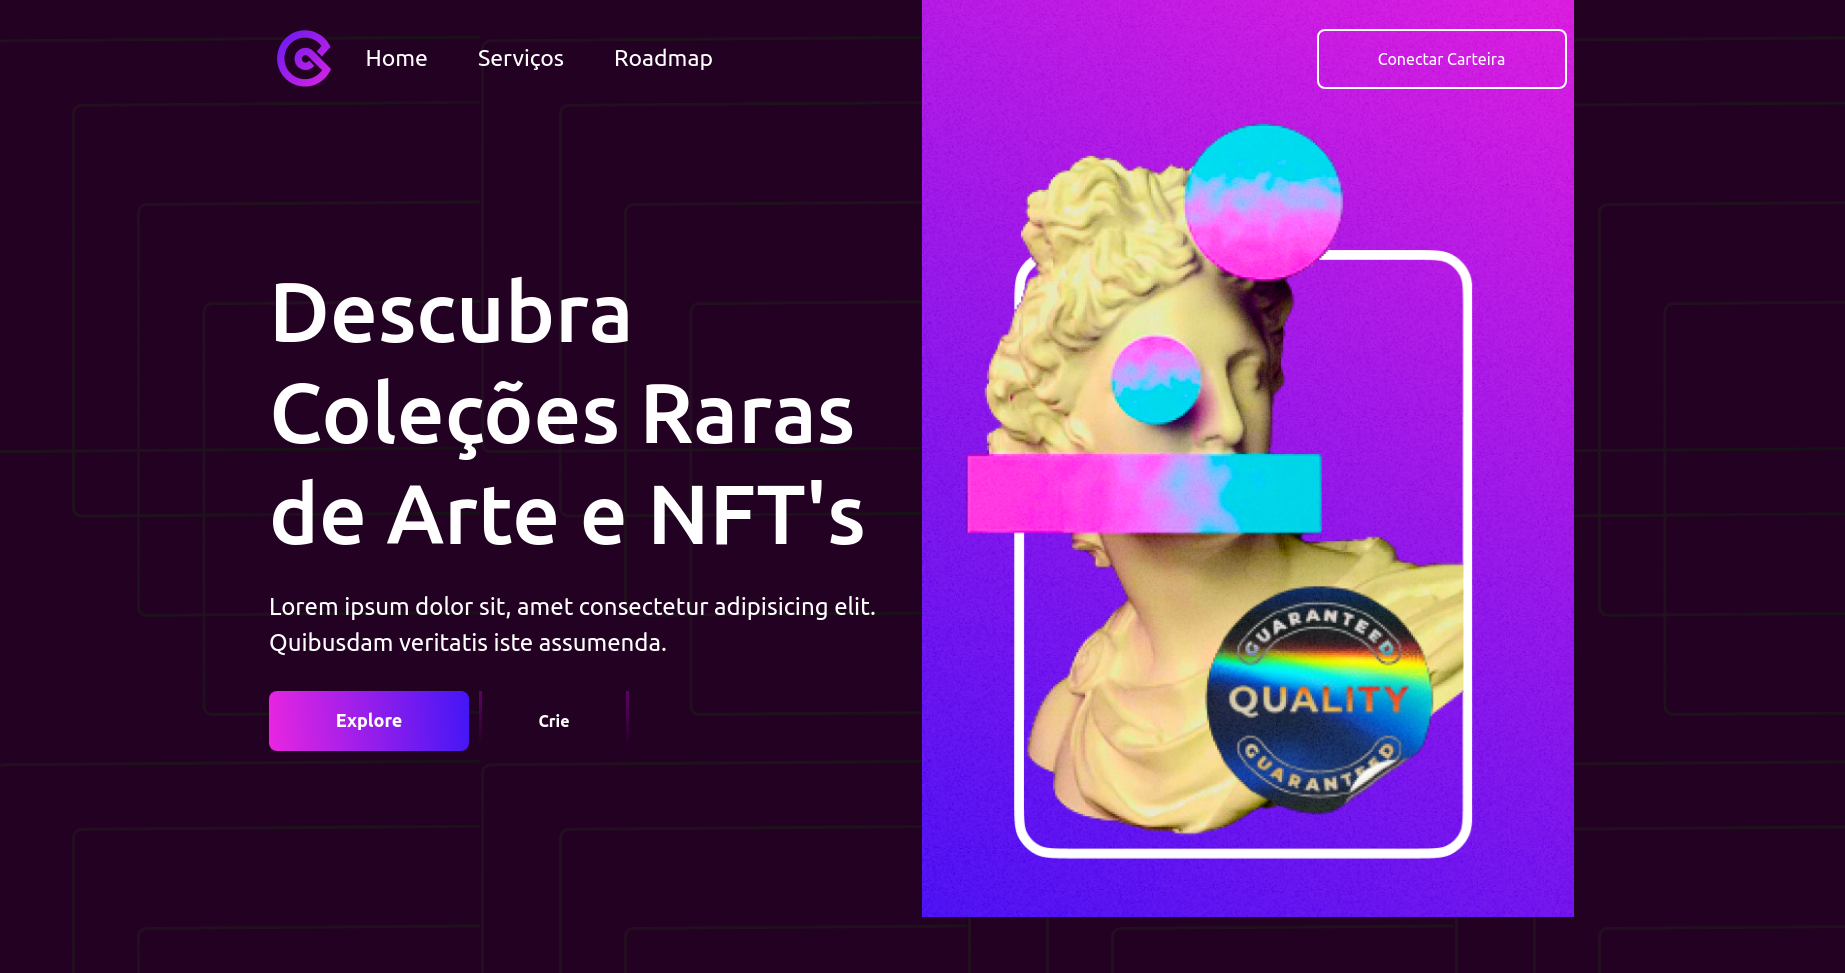 Home
Serviços
Roadmap
Conectar Carteira
Descubra
Coleções Raras
de Arte e NFT's
Lorem ipsum dolor sit, amet consectetur adipisicing elit.
Quibusdam veritatis iste assumenda.
Explore
Crie
GUARANTEED
QUALITY
GUARANTEED